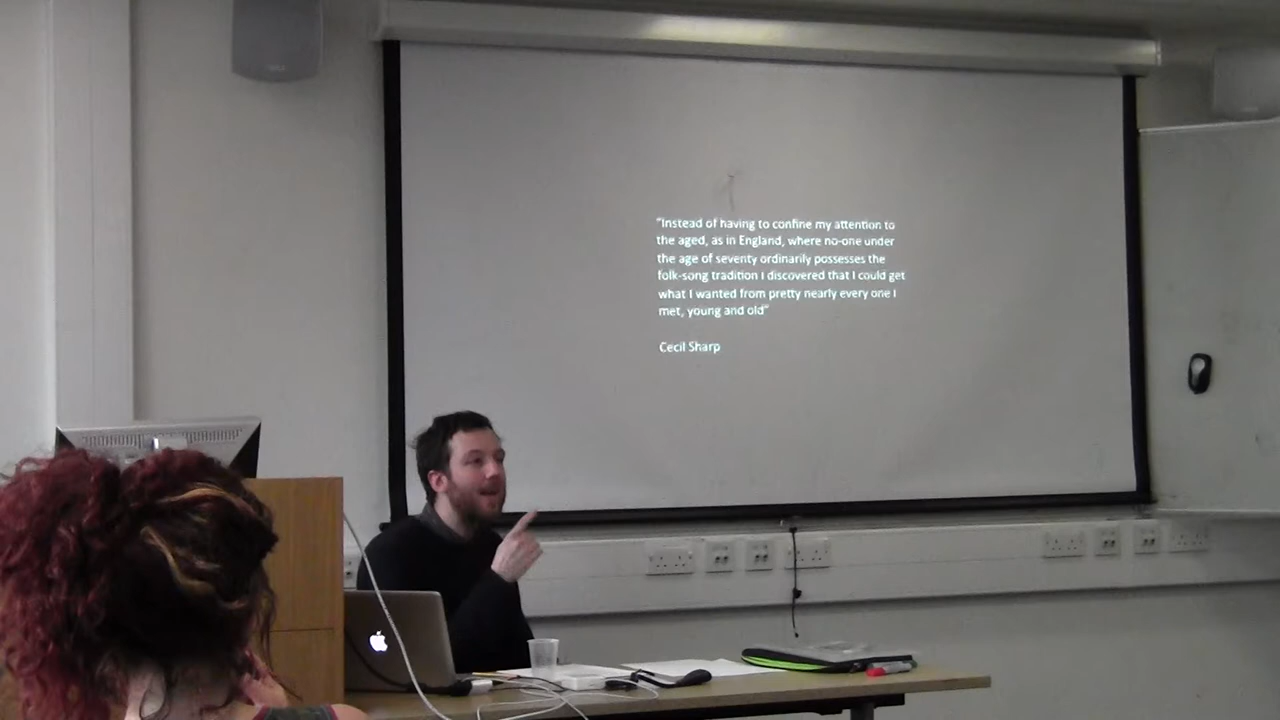 “Instead of having to confine my attention to
the aged, as in England, where no-one under
the age of seventy ordinarily possesses the
folk-song tradition I discovered that I could get
what I wanted from pretty nearly every one I
met, young and old”
Cecil Sharp